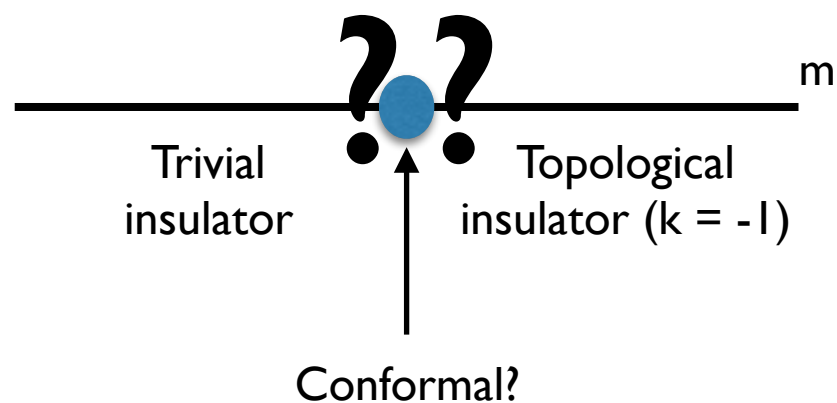 ? ?
m
Trivial
insulator
Topological
insulator (k = -1)
Conformal?